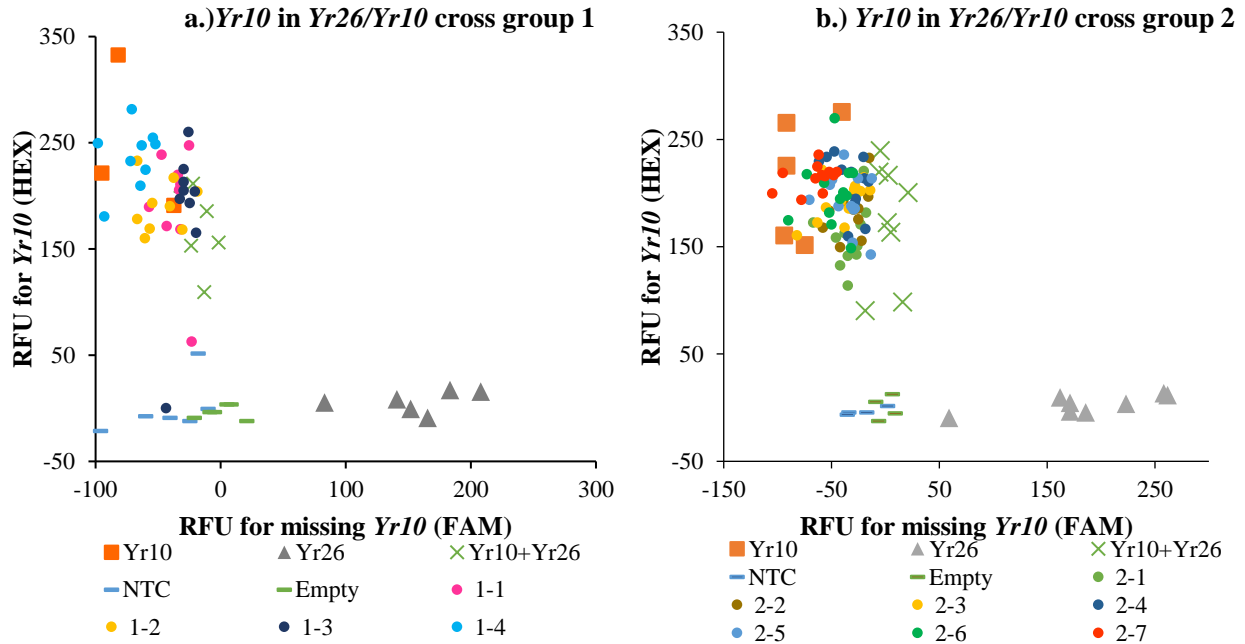 a.)Yr10 in Yr26/Yr10 cross group 1
350
250
150
50
-50
-100
0
100
200
300
RFU for Yr10 (HEX)
RFU for missing Yr10 (FAM)
Yr10
Yr26
Yr10+Yr26
NTC
Empty
1-1
1-2
1-3
1-4
b.) Yr10 in Yr26/Yr10 cross group 2
350
250
150
50
-50
-150
-50
50
150
250
RFU for Yr10 (HEX)
RFU for missing Yr10 (FAM)
Yr10
Yr26
Yr10+Yr26
NTC
Empty
2-1
2-2
2-3
2-4
2-5
2-6
2-7